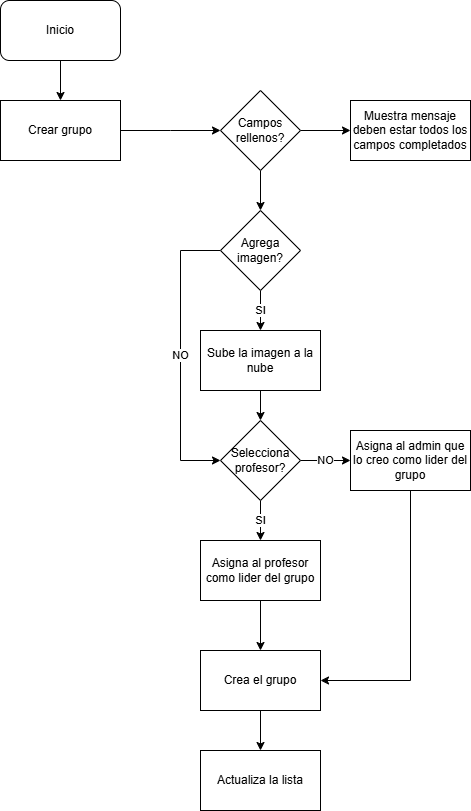 Inicio
Crear grupo
Campos
rellenos?
Muestra mensaje
deben estar todos los
campos completados
Agrega
imagen?
SI
NO
Sube la imagen a la
nube
Selecciona
profesor?
NO
Asigna al admin que
lo creo como lider del
grupo
SI
Asigna al profesor
como lider del grupo
Crea el grupo
Actualiza la lista